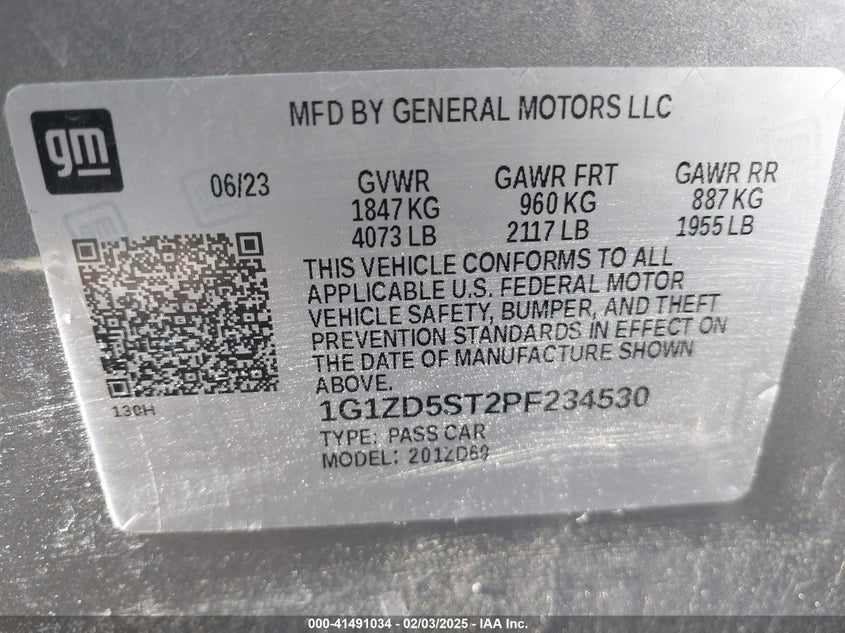 gm
MFD BY GENERAL MOTORS LLC
06/23
GVWR
1847 KG
4073 LB
GAWR FRT
960 KG
2117 LB
GAWR RR
887 KG
1955 LB
THIS VEHICLE CONFORMS TO ALL
APPLICABLE U.S. FEDERAL MOTOR
VEHICLE SAFETY, BUMPER, AND THEFT
PREVENTION STANDARDS IN EFFECT ON
THE DATE OF MANUFACTURE SHOWN
ABOVE.
1G1ZD5ST2PF234530
TYPE: PASS CAR
MODEL:
000-41491034 - 02/03/2025 - IAA Inc.